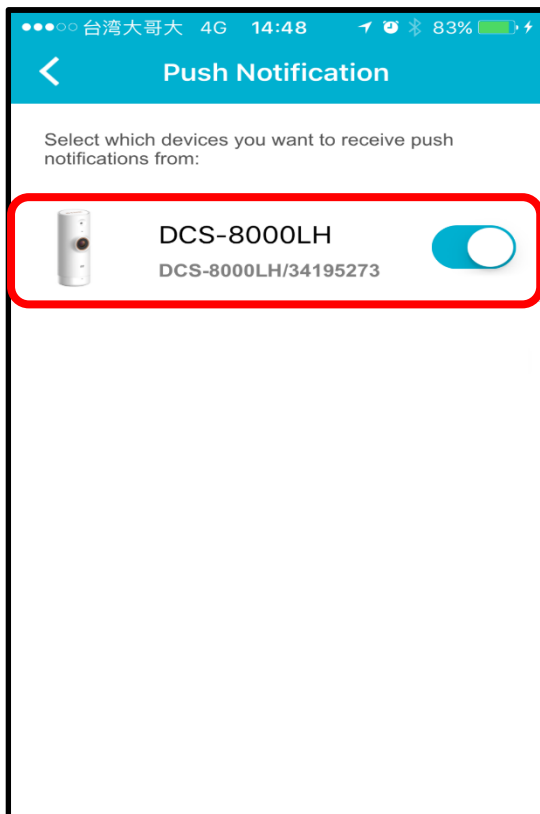 台湾大哥大 4G 14:48 83%
Push Notification
Select which devices you want to receive push
notifications from:
DCS-8000LH
DCS-8000LH/34195273